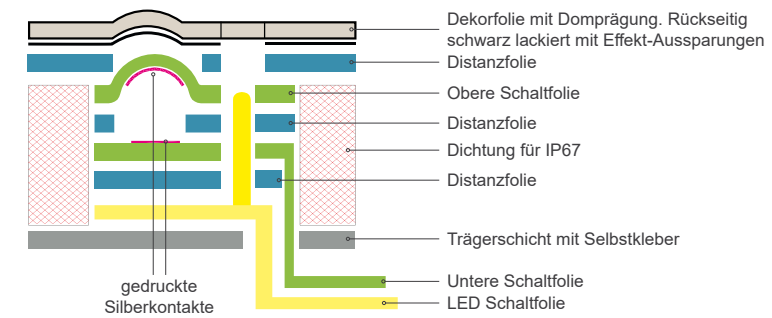 Dekorfolie mit Domprägung. Rückseitig
schwarz lackiert mit Effekt-Aussparungen
Distanzfolie
Obere Schaltfolie
Distanzfolie
Dichtung für IP67
Distanzfolie
Trägerschicht mit Selbstkleber
Untere Schaltfolie
LED Schaltfolie
gedruckte
Silberkontakte